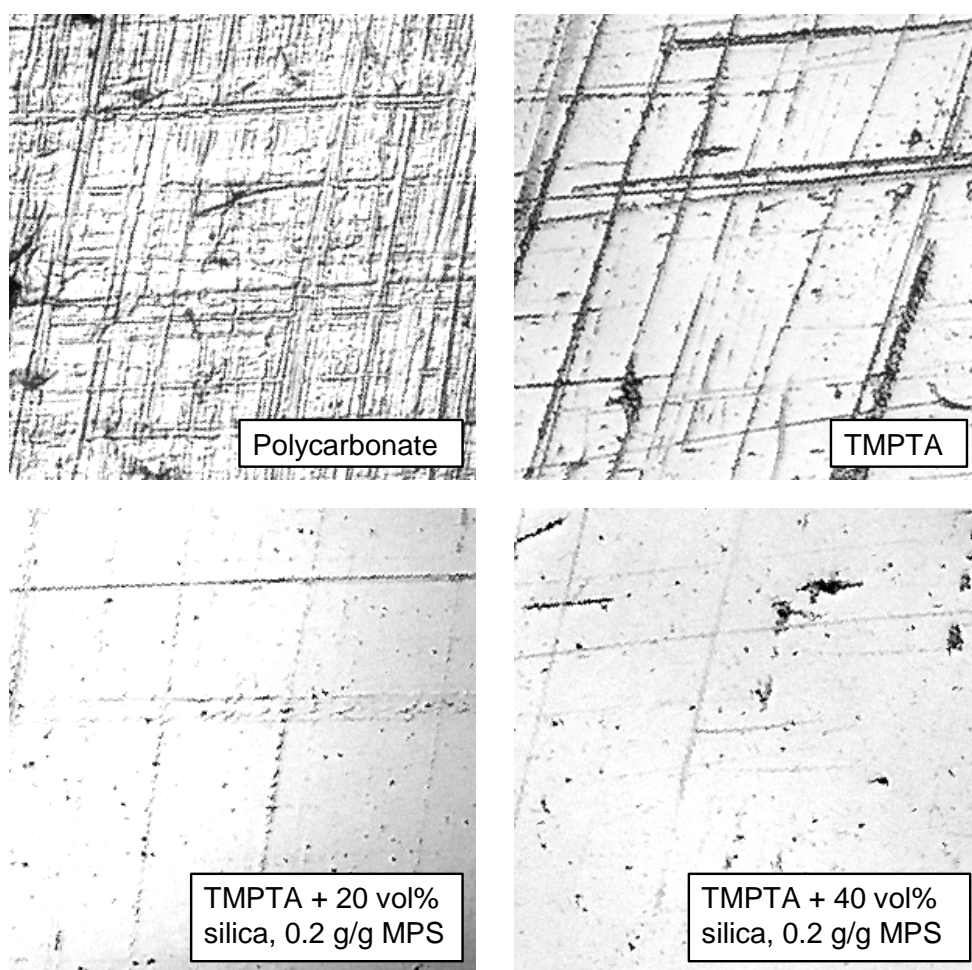 Polycarbonate
TMPTA
TMPTA + 20 vol%
silica, 0.2 g/g MPS
TMPTA + 40 vol%
silica, 0.2 g/g MPS